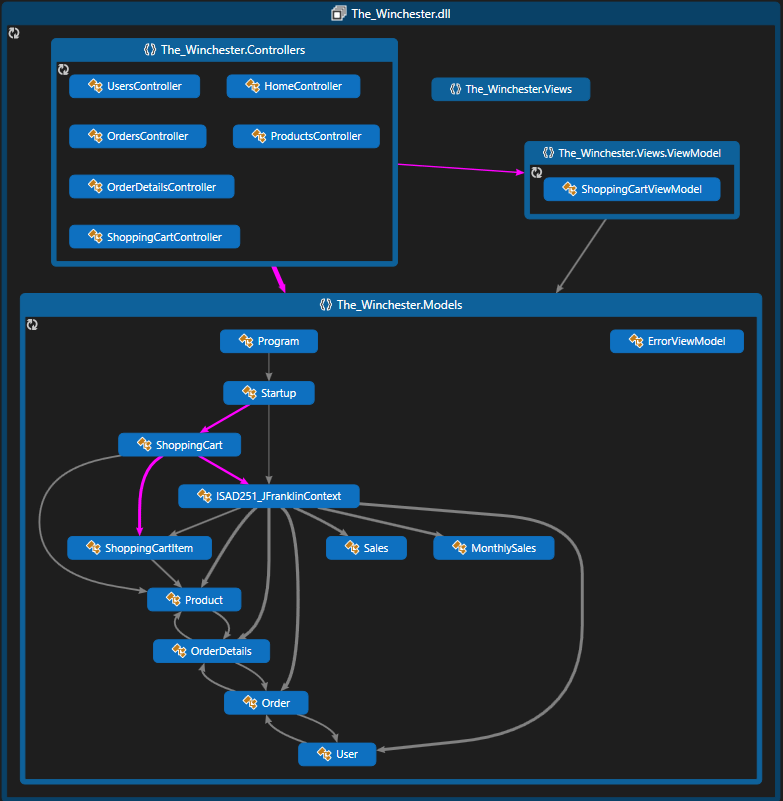 The_Winchester.dll
The_Winchester.Controllers
UsersController
HomeController
The_Winchester.Views
OrdersController
ProductsController
The_Winchester.Views.ViewModel
OrderDetailsController
ShoppingCartViewModel
ShoppingCartController
The_Winchester.Models
Program
ErrorViewModel
Startup
ShoppingCart
ISAD251_JFranklinContext
ShoppingCartItem
Sales
MonthlySales
Product
OrderDetails
Order
User